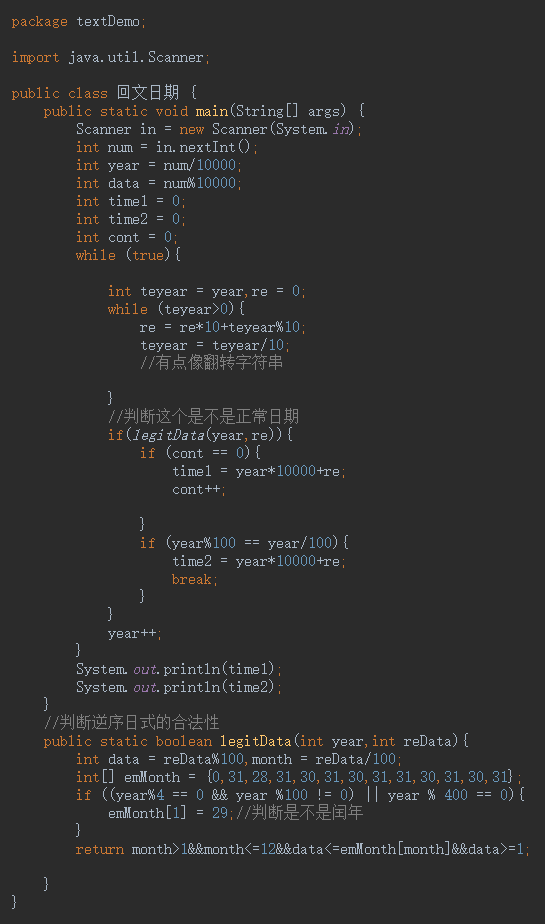 package textDemo;
import java.util.Scanner;
public class 回文日期 {
    public static void main(String[] args) {
        Scanner in = new Scanner(System.in);
        int num = in.nextInt();
        int year = num/10000;
        int data = num%10000;
        int time1 = 0;
        int time2 = 0;
        int cont = 0;
        while (true){
            int teyear = year,re = 0;
            while (teyear>0){
                re = re*10+teyear%10;
                teyear = teyear/10;
                //有点像翻转字符串
            }
            //判断这个是不是正常日期
            if(legitData(year,re)){
                if (cont == 0){
                    time1 = year*10000+re;
                    cont++;
                }
                if (year%100 == year/100){
                    time2 = year*10000+re;
                    break;
                }
            }
            year++;
        }
        System.out.println(time1);
        System.out.println(time2);
    }
    //判断逆序日式的合法性
    public static boolean legitData(int year,int reData){
        int data = reData%100,month = reData/100;
        int[] emMonth = {0,31,28,31,30,31,30,31,31,30,31,30,31};
        if ((year%4 == 0 && year %100 != 0) || year % 400 == 0){
            emMonth[1] = 29;//判断是不是闰年
        }
        return month>1&&month<=12&&data<=emMonth[month]&&data>=1;
    }
}